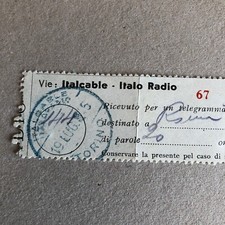 Vie: Italcable - Italo Radio
67
Ricevuto per un telegramma
destinato a Roma
di parole 20
Conservare la presente pel caso di
TORINO